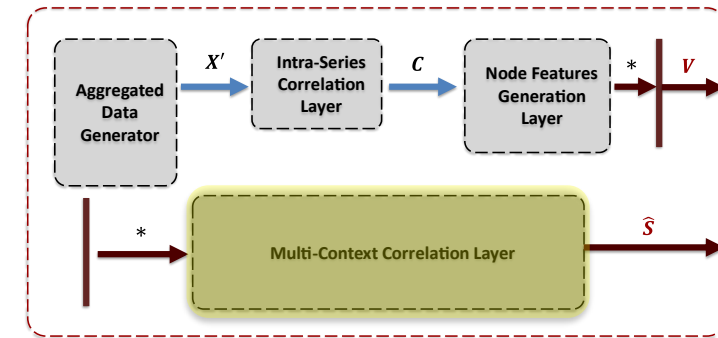 Aggregated
Data
Generator
X′
Intra-Series
Correlation
Layer
C
Node Features
Generation
Layer
*
V
*
Multi-Context Correlation Layer
Ŝ